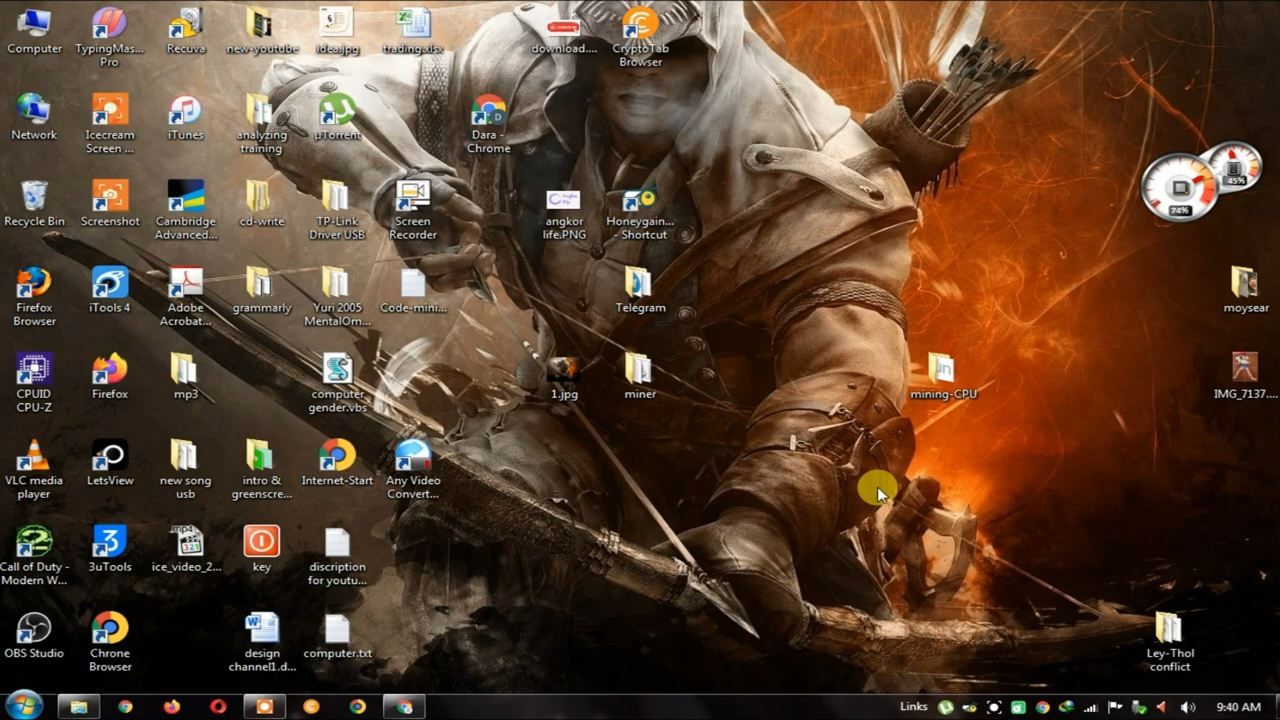 Computer
TypingMas...
Pro
Recuva
new-youtube
idea.jpg
trading.xlsx
download....
CryptoTab
Browser
Network
Icecream
Screen ...
iTunes
analyzing
training
µTorrent
Dara -
Chrome
45%
74%
Recycle Bin
Screenshot
Cambridge
Advanced...
cd-write
TP-Link
Driver USB
Screen
Recorder
angkor
life.PNG
Honeygain...
- Shortcut
Firefox
Browser
iTools 4
Adobe
Acrobat...
grammarly
Yuri 2005
MentalOm...
Code-mini...
Telegram
moysear
CPUID
CPU-Z
Firefox
mp3
computer
gender.vbs
1.jpg
miner
mining-CPU
IMG_7137....
VLC media
player
LetsView
new song
usb
intro &
greenscre...
Internet-Start
Any Video
Convert...
Call of Duty -
Modern W...
3uTools
ice_video_2...
key
discription
for youtu...
OBS Studio
Chrone
Browser
design
channel1.d...
computer.txt
Ley-Thol
conflict
Links
9:40 AM